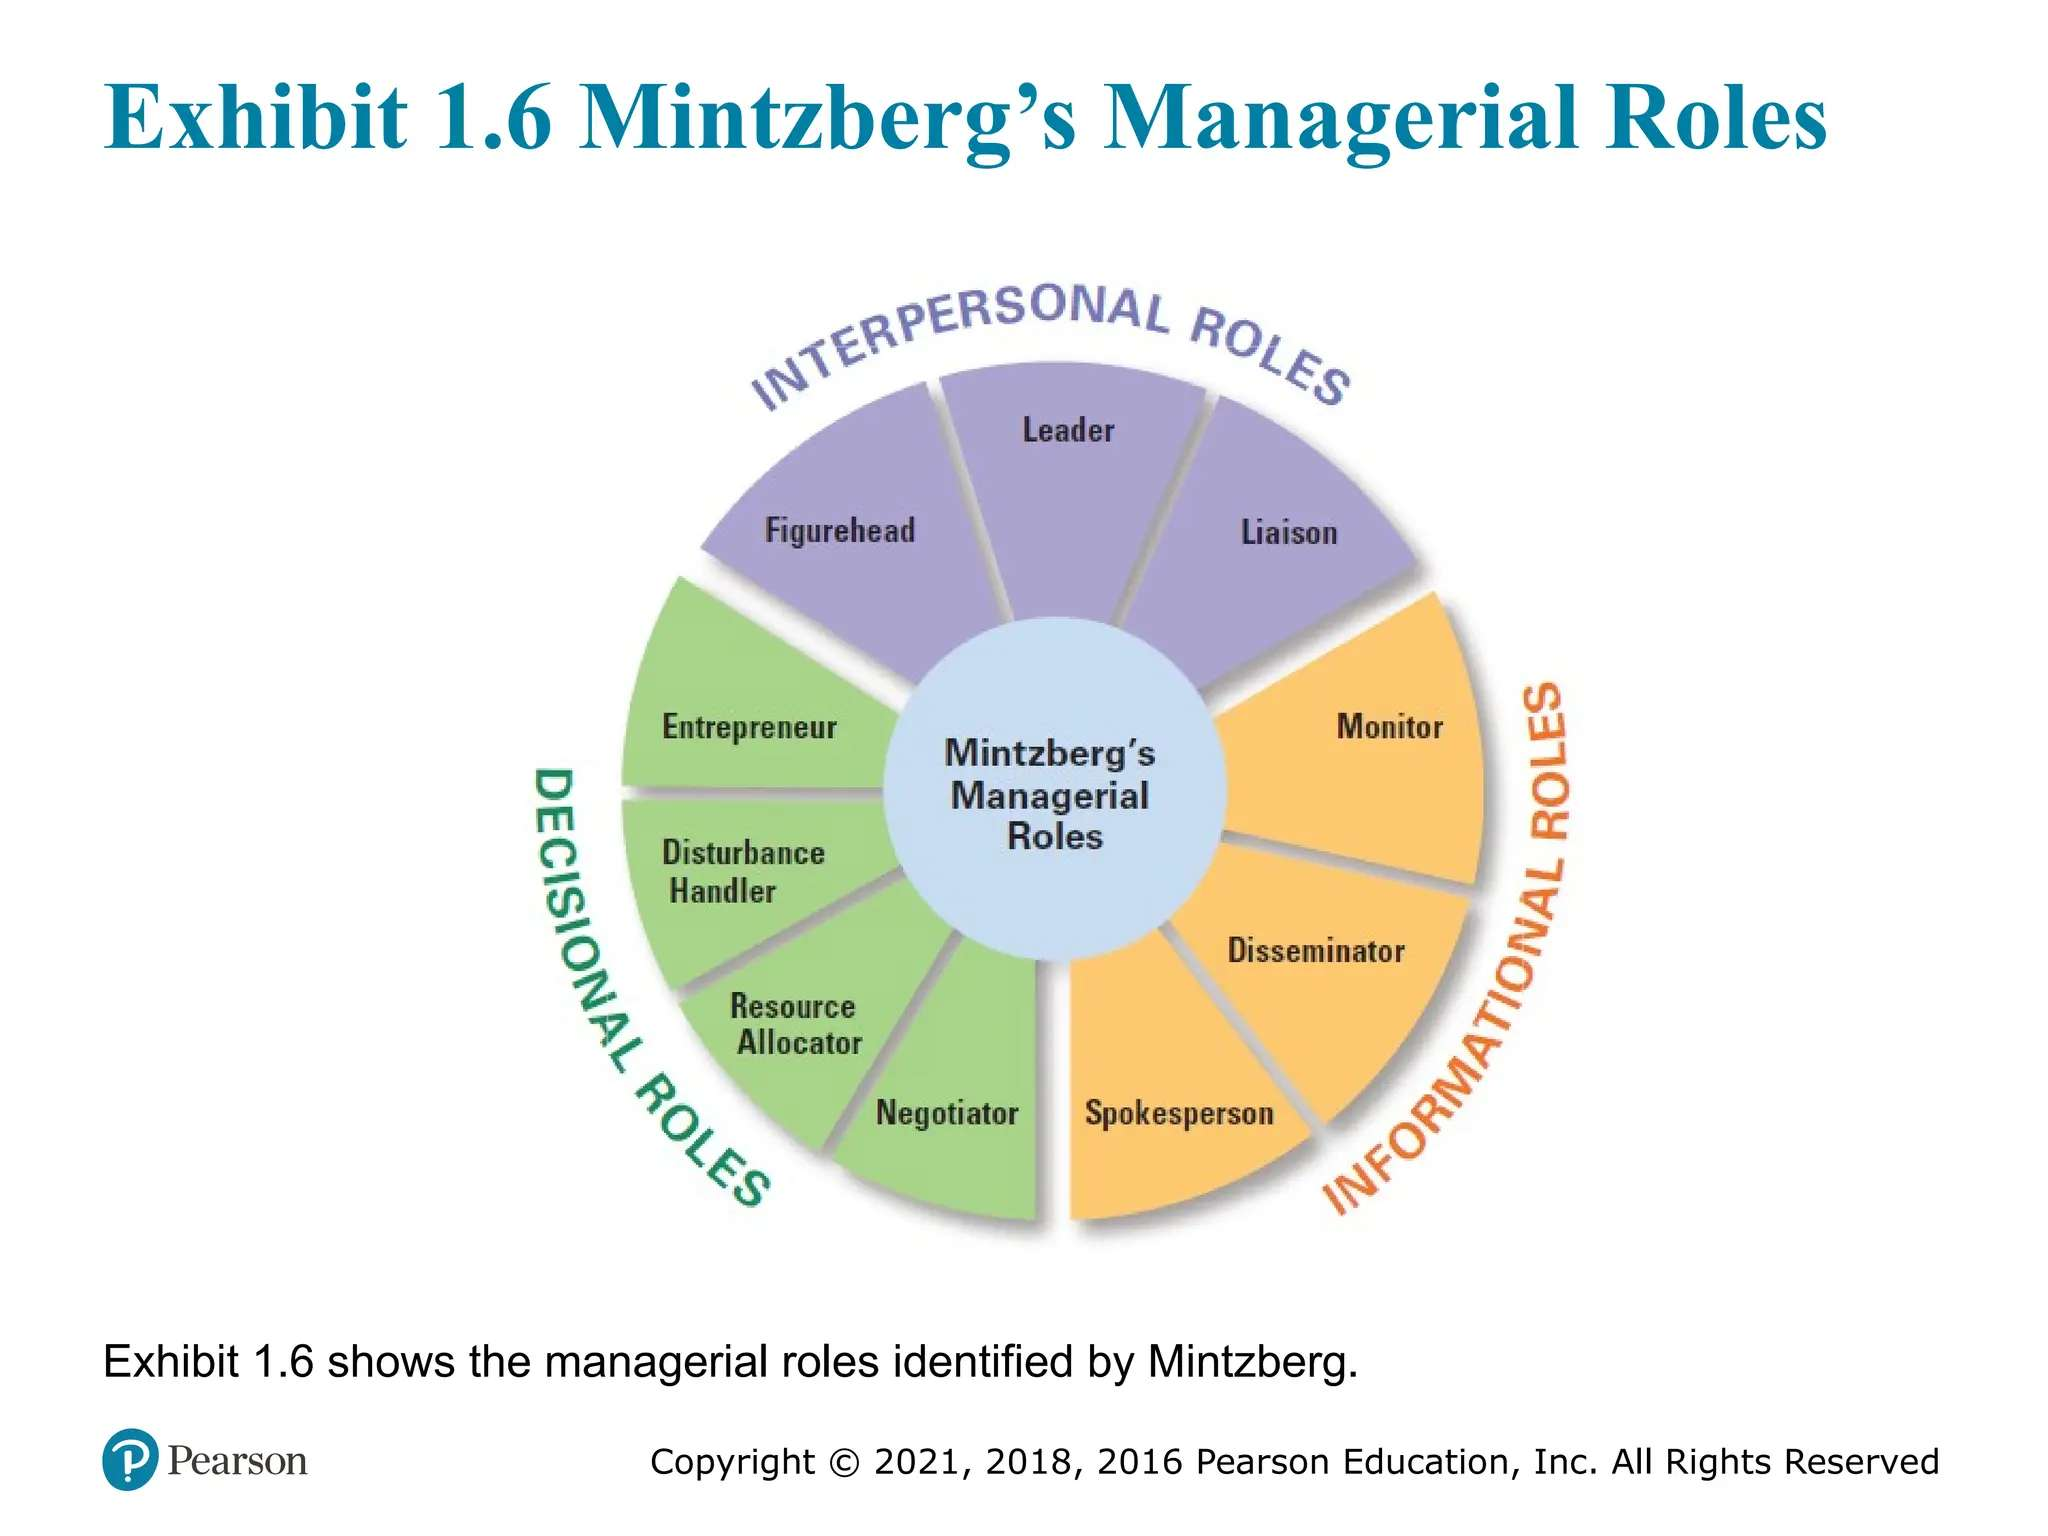 Exhibit 1.6 Mintzberg’s Managerial Roles
INTERPERSONAL ROLES
Leader
Figurehead
Liaison
Entrepreneur
Monitor
Mintzberg’s
Managerial
Roles
Disturbance
Handler
Disseminator
Resource
Allocator
Negotiator
Spokesperson
DECISIONAL ROLES
INFORMATIONAL ROLES
Exhibit 1.6 shows the managerial roles identified by Mintzberg.
P Pearson
Copyright © 2021, 2018, 2016 Pearson Education, Inc. All Rights Reserved